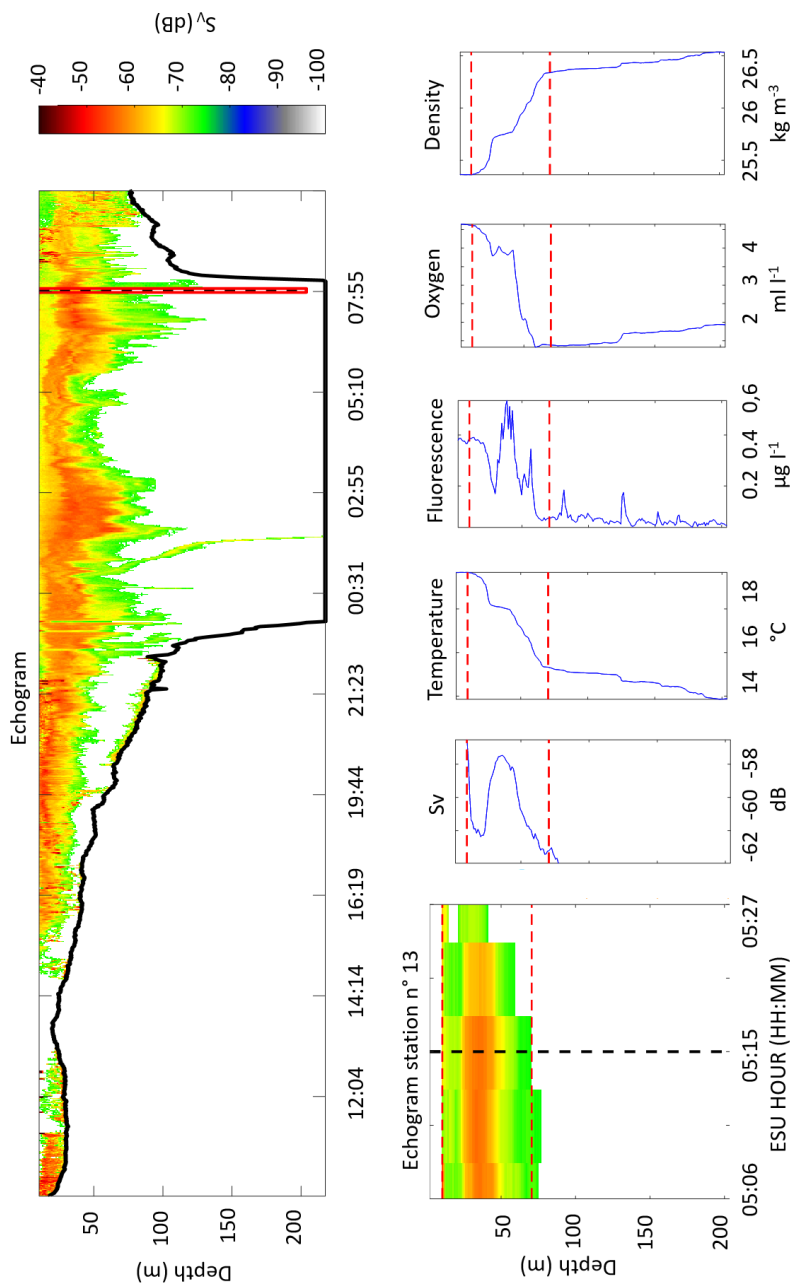 Echogram
Depth (m)
50
100
150
200
12:04
14:14
16:19
19:44
21:23
00:31
02:55
05:10
07:55
-40
-50
-60
-70
-80
-90
-100
S_V (dB)
Echogram station n° 13
Depth (m)
50
100
150
200
05:06
05:15
05:27
ESU HOUR (HH:MM)
Sv
-62
-60
-58
dB
Temperature
14
16
18
°C
Fluorescence
0.2
0.4
0,6
µg l⁻¹
Oxygen
2
3
4
ml l⁻¹
Density
25.5
26
26.5
kg m⁻³